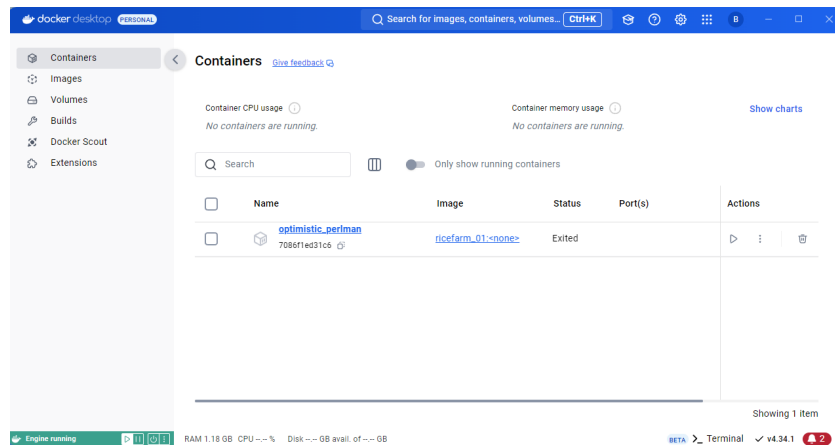 docker desktop PERSONAL
Search for images, containers, volumes... Ctrl+K
B
Containers
Images
Volumes
Builds
Docker Scout
Extensions
Containers Give feedback
Container CPU usage
No containers are running.
Container memory usage
No containers are running.
Show charts
Search
Only show running containers
Name Image Status Port(s) Actions
optimistic_perlman
7086f1ed31c6
ricefarm_01:<none> Exited
Showing 1 item
Engine running RAM 1.18 GB CPU --.-- % Disk --.-- GB avail. of --.-- GB BETA >_ Terminal v4.34.1 2